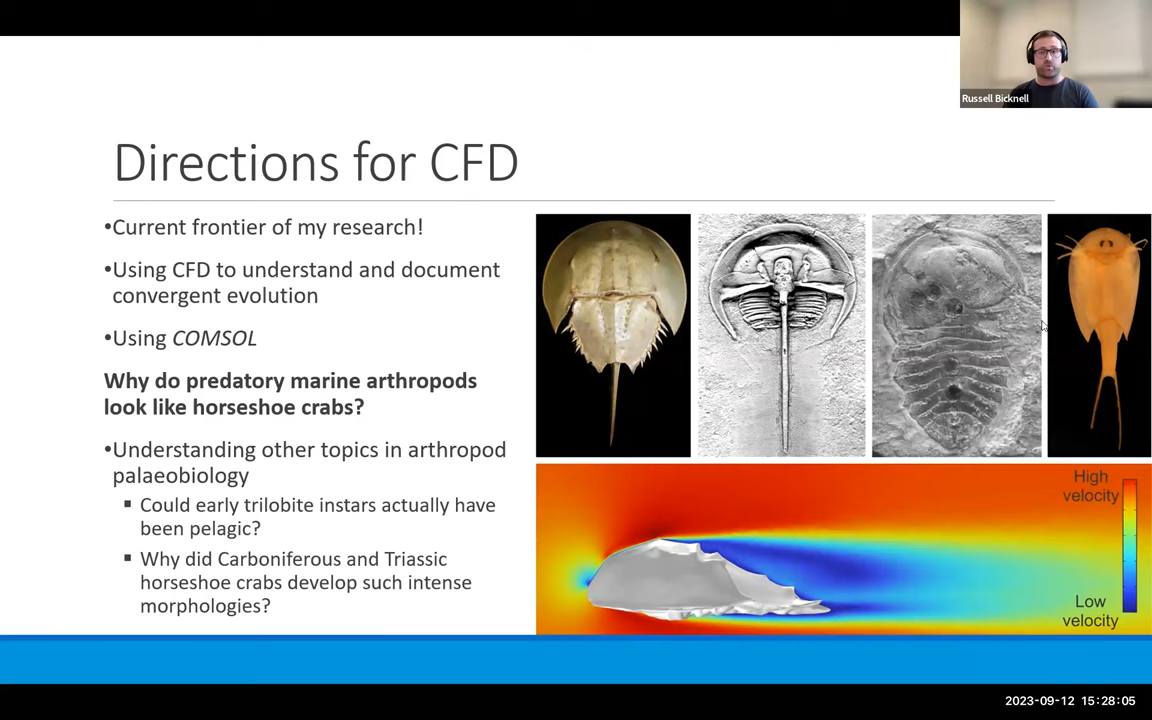 Russell Bicknell
Directions for CFD
•Current frontier of my research!
•Using CFD to understand and document
convergent evolution
•Using COMSOL
Why do predatory marine arthropods
look like horseshoe crabs?
•Understanding other topics in arthropod
palaeobiology
▪ Could early trilobite instars actually have
been pelagic?
▪ Why did Carboniferous and Triassic
horseshoe crabs develop such intense
morphologies?
High
velocity
Low
velocity
2023-09-12 15:28:05